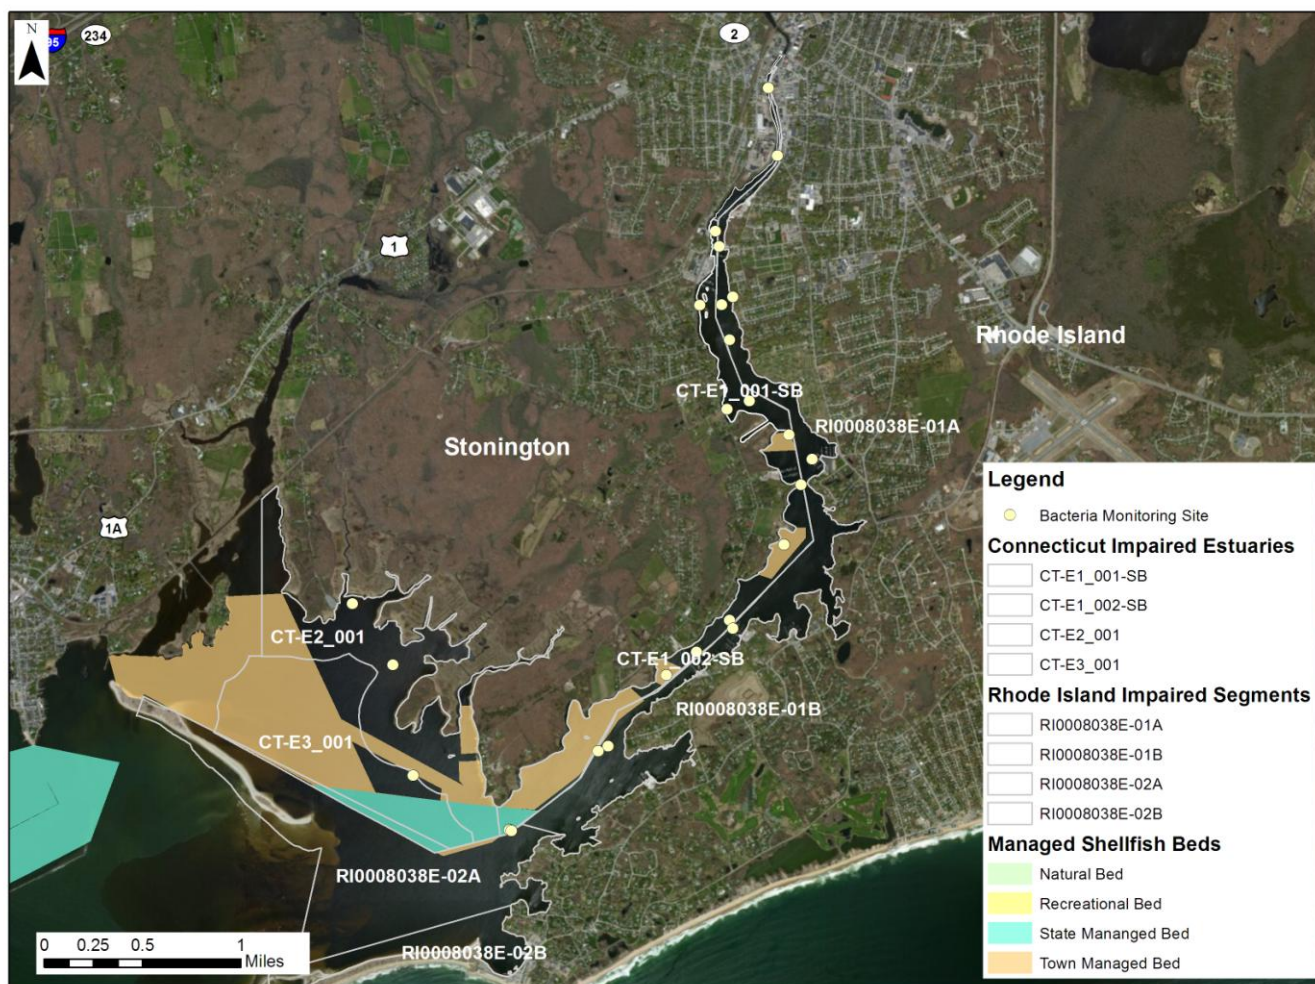 N
95
234
2
1
Rhode Island
CT-E1_001-SB
RI0008038E-01A
Stonington
1A
CT-E2_001
CT-E1_002-SB
RI0008038E-01B
CT-E3_001
RI0008038E-02A
RI0008038E-02B
0 0.25 0.5 1
Miles
Legend
Bacteria Monitoring Site
Connecticut Impaired Estuaries
CT-E1_001-SB
CT-E1_002-SB
CT-E2_001
CT-E3_001
Rhode Island Impaired Segments
RI0008038E-01A
RI0008038E-01B
RI0008038E-02A
RI0008038E-02B
Managed Shellfish Beds
Natural Bed
Recreational Bed
State Mananged Bed
Town Managed Bed